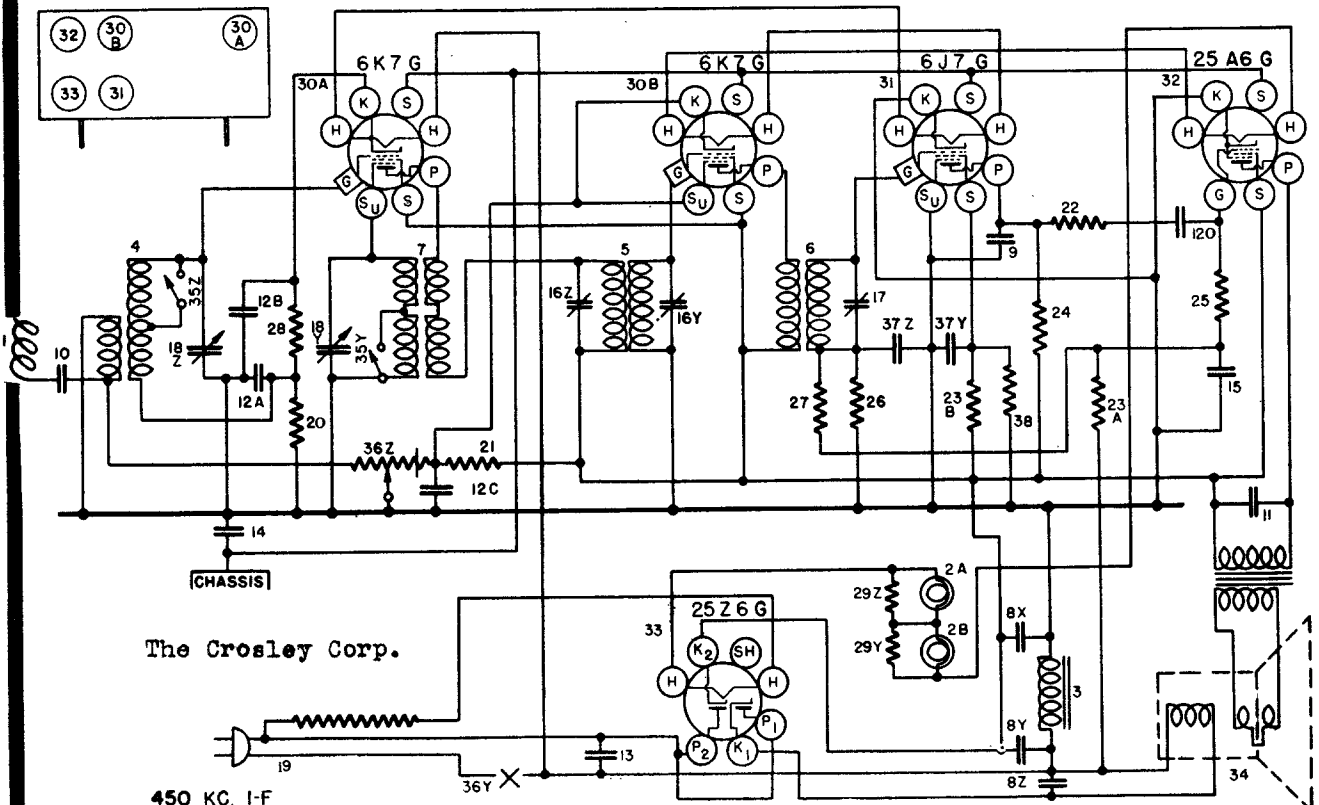 32 30 B 30 A
33 31
6K7G
6K7G
6J7G
25A6G
30A
30B
31
32
K S H H G P SU S
K S H H G P SU S
K S H H G P SU S
K S H H G S P
4
35Z
18 Z
12B
28
12A
20
18 Y
35Y
7
16Z
5
16Y
6
17
37Z
37Y
9
22
120
24
25
15
1
10
36Z
21
12C
27
26
23 B
38
23 A
14
CHASSIS
11
The Crosley Corp.
25Z6G
33
K2 SH H H P2 K1 P1
29Z
29Y
2A
2B
8X
3
8Y
8Z
34
19
13
36Y
450 KC. I-F